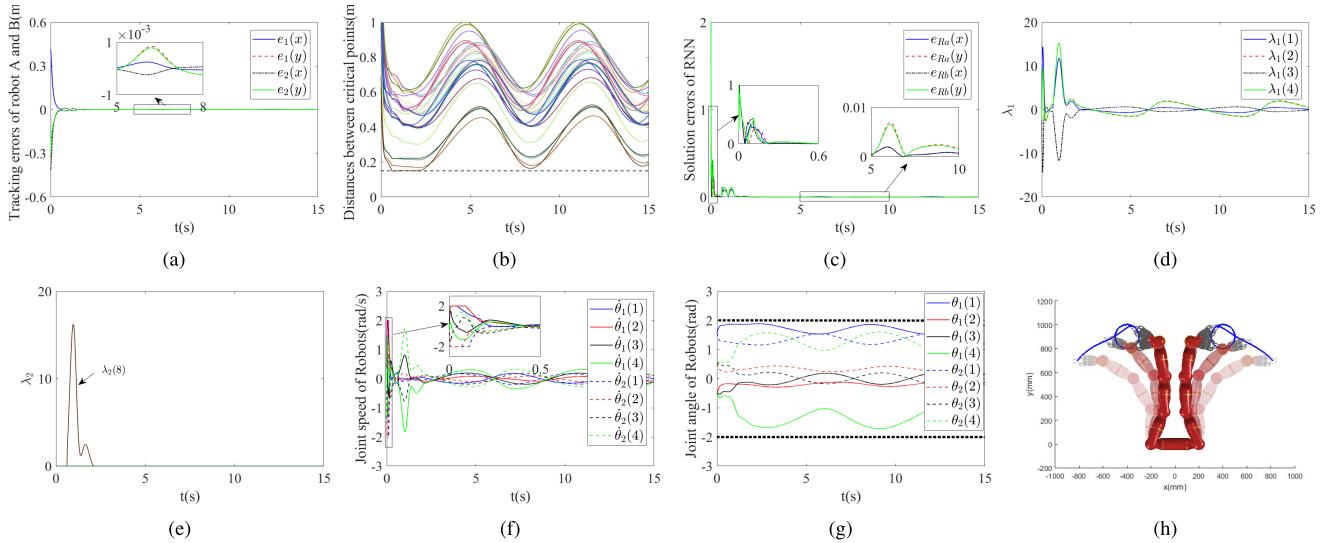 Tracking errors of robot A and B(m
0.6
0.3
0
-0.3
-0.6
0
5
10
15
t(s)
×10⁻³
1
-1
5
8
e₁(x)
e₁(y)
e₂(x)
e₂(y)
(a)
Distances between critical points(m
1
0.8
0.6
0.4
0.2
0
0
5
10
15
t(s)
(b)
Solution errors of RNN
2
1
0
0
5
10
15
t(s)
1
0
0
0.6
0.01
0
5
10
e_Ra(x)
e_Ra(y)
e_Rb(x)
e_Rb(y)
(c)
λ₁
20
10
0
-10
-20
0
5
10
15
t(s)
λ₁(1)
λ₁(2)
λ₁(3)
λ₁(4)
(d)
λ₂
20
10
0
0
5
10
15
t(s)
λ₂(8)
(e)
Joint speed of Robots(rad/s)
3
2
1
0
-1
-2
-3
0
5
10
15
t(s)
2
0
-2
0
0.5
θ̇₁(1)
θ̇₁(2)
θ̇₁(3)
θ̇₁(4)
θ̇₂(1)
θ̇₂(2)
θ̇₂(3)
θ̇₂(4)
(f)
Joint angle of Robots(rad)
3
2
1
0
-1
-2
-3
0
5
10
15
t(s)
θ₁(1)
θ₁(2)
θ₁(3)
θ₁(4)
θ₂(1)
θ₂(2)
θ₂(3)
θ₂(4)
(g)
y(mm)
1200
1000
800
600
400
200
0
-200
-1000
-800
-600
-400
-200
0
200
400
600
800
1000
x(mm)
(h)